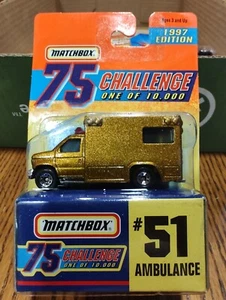 Ages 3 and Up
MATCHBOX
1997
EDITION
75 CHALLENGE
ONE OF 10,000
MATCHBOX
75 CHALLENGE
ONE OF 10,000
#51
AMBULANCE